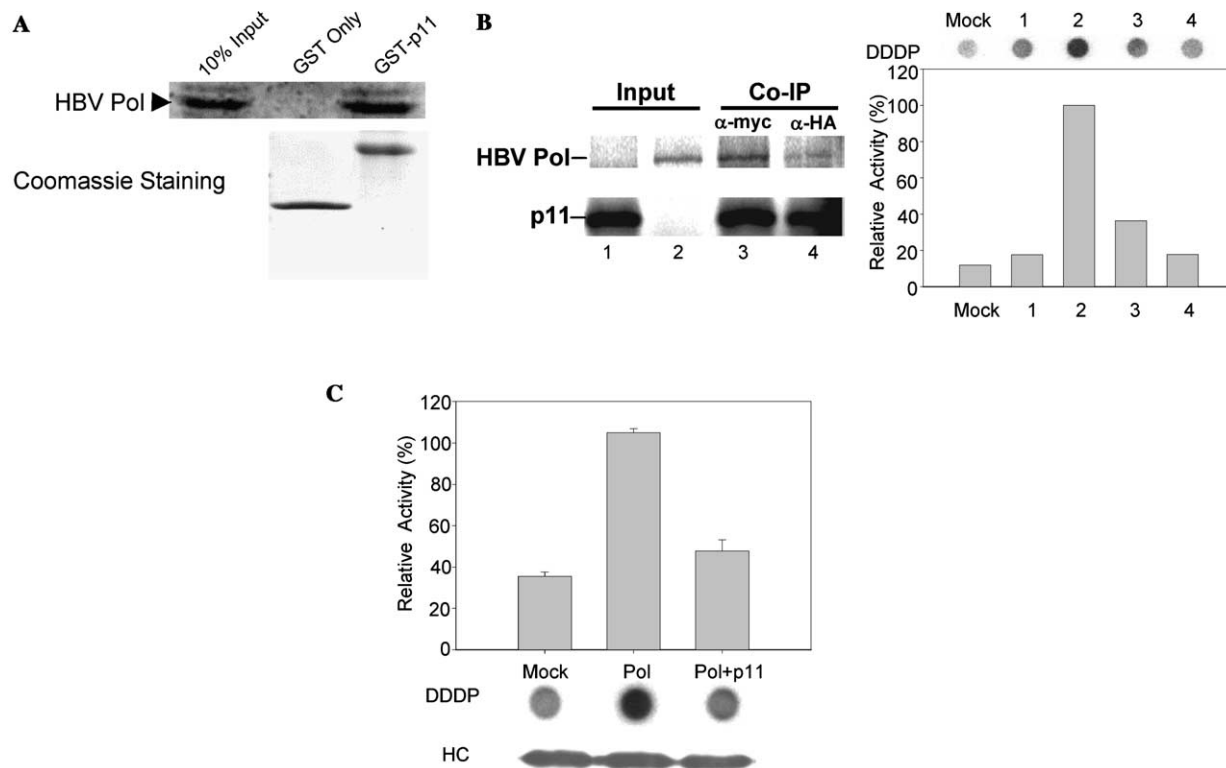 A
10% Input
GST Only
GST-p11
HBV Pol
Coomassie Staining
B
Input
Co-IP
α-myc
α-HA
HBV Pol
p11
1 2 3 4
Mock 1 2 3 4
DDDP
Relative Activity (%)
120
100
80
60
40
20
0
Mock 1 2 3 4
C
Relative Activity (%)
120
100
80
60
40
20
0
Mock Pol Pol+p11
DDDP
HC